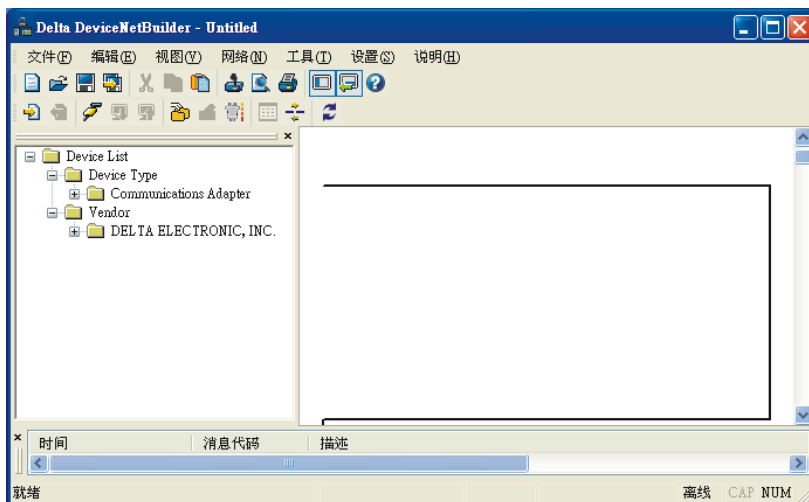 Delta DeviceNetBuilder - Untitled
文件(F) 编辑(E) 视图(V) 网络(N) 工具(T) 设置(S) 说明(H)
Device List
Device Type
Communications Adapter
Vendor
DELTA ELECTRONIC, INC.
时间 消息代码 描述
就绪 离线 CAP NUM